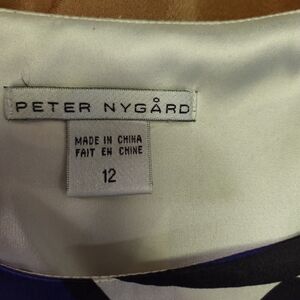 PETER NYGÅRD
MADE IN CHINA
FAIT EN CHINE
12